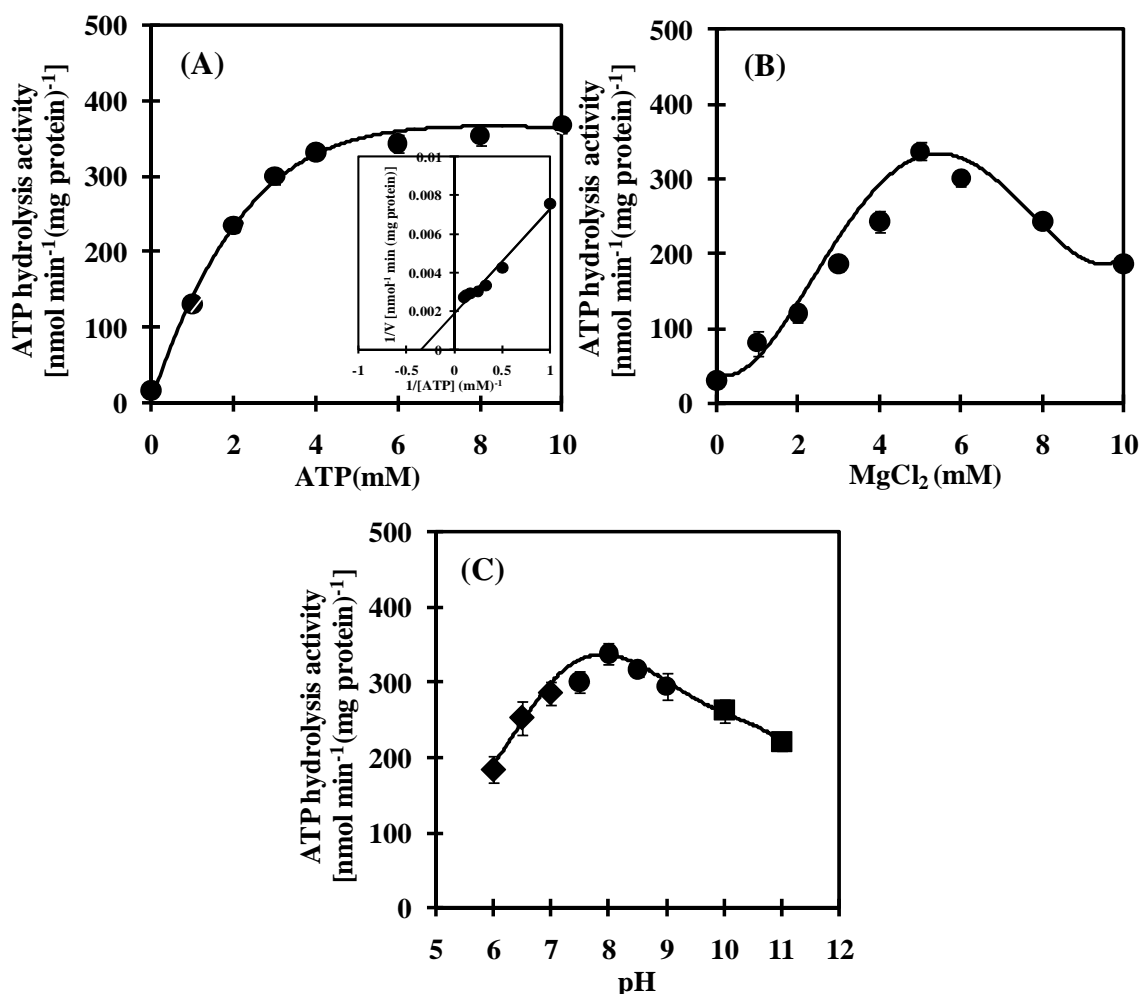 (A)
ATP hydrolysis activity
[nmol min-1(mg protein)-1]
500
400
300
200
100
0
0 2 4 6 8 10
ATP(mM)
1/V [nmol-1 min (mg protein)]
0.01
0.008
0.006
0.004
0.002
0
-1 -0.5 0 0.5 1
1/[ATP] (mM)-1
(B)
ATP hydrolysis activity
[nmol min-1(mg protein)-1]
500
400
300
200
100
0
0 2 4 6 8 10
MgCl2 (mM)
(C)
ATP hydrolysis activity
[nmol min-1(mg protein)-1]
500
400
300
200
100
0
5 6 7 8 9 10 11 12
pH